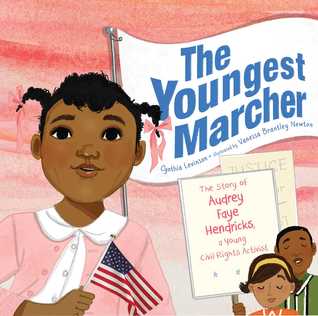 The
Youngest
Marcher
Cynthia Levinson • illustrated by Vanessa Brantley Newton
JUSTICE
The Story of
Audrey
Faye
Hendricks,
a Young
Civil Rights Activist